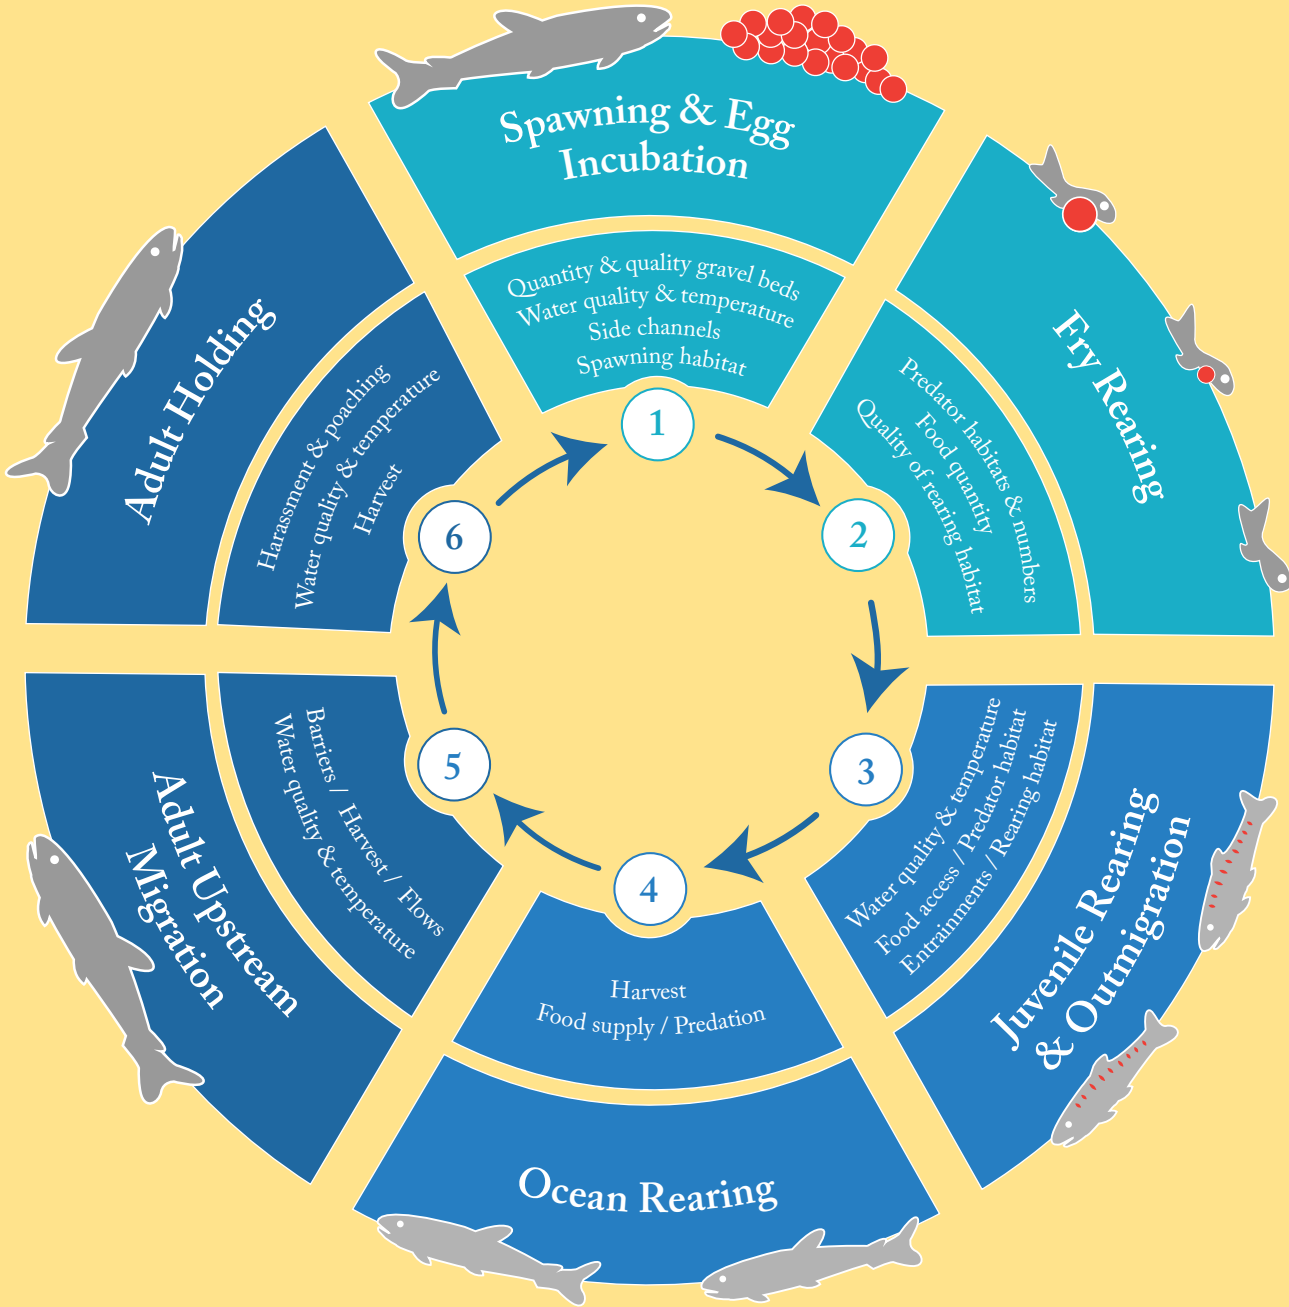 Spawning & Egg
Incubation
Quantity & quality gravel beds
Water quality & temperature
Side channels
Spawning habitat
1
Fry Rearing
Predator habitats & numbers
Food quantity
Quality of rearing habitat
2
Juvenile Rearing
& Outmigration
Water quality & temperature
Food access / Predator habitat
Entrainments / Rearing habitat
3
4
Harvest
Food supply / Predation
Ocean Rearing
Adult Upstream
Migration
Barriers / Harvest / Flows
Water quality & temperature
5
Adult Holding
Harassment & poaching
Water quality & temperature
Harvest
6